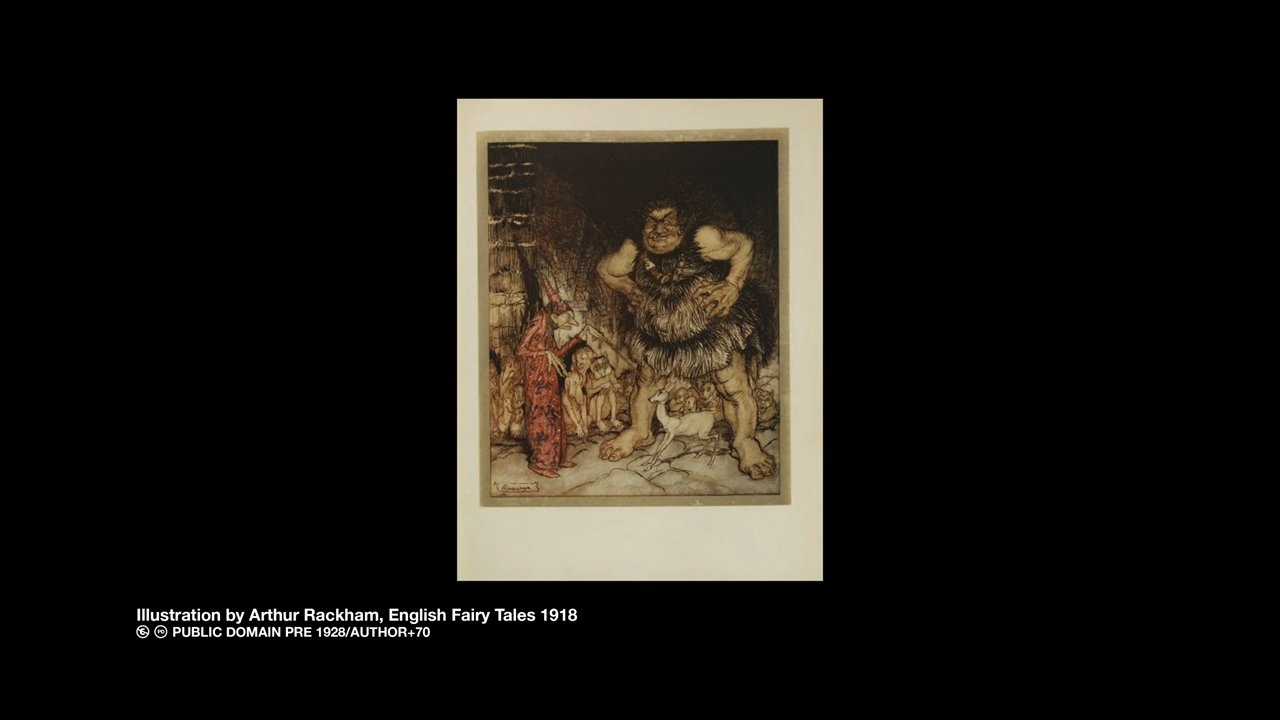 Illustration by Arthur Rackham, English Fairy Tales 1918
PUBLIC DOMAIN PRE 1928/AUTHOR+70